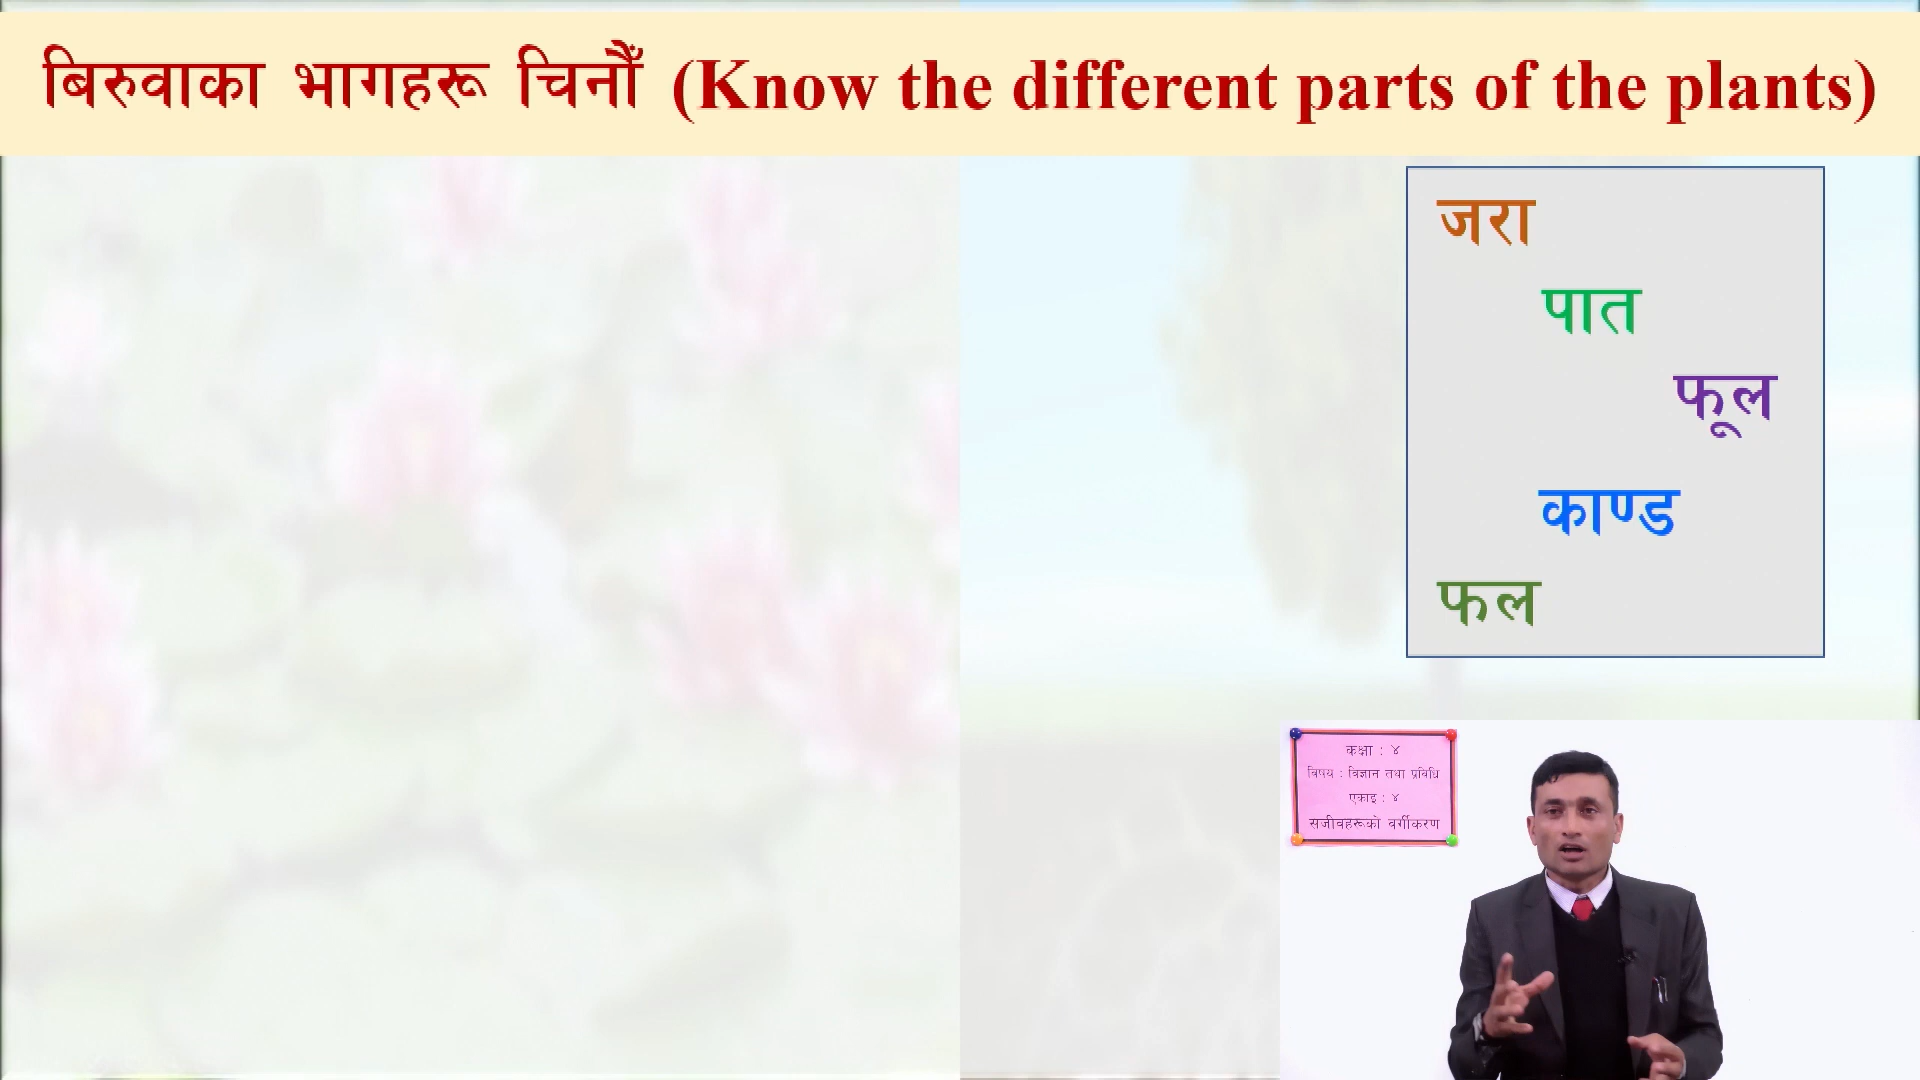 बिरुवाका भागहरू चिनौँ (Know the different parts of the plants)
जरा
पात
फूल
काण्ड
फल
कक्षा : ४
विषय : विज्ञान तथा प्रविधि
एकाइ : ४
सजीवहरूको वर्गीकरण